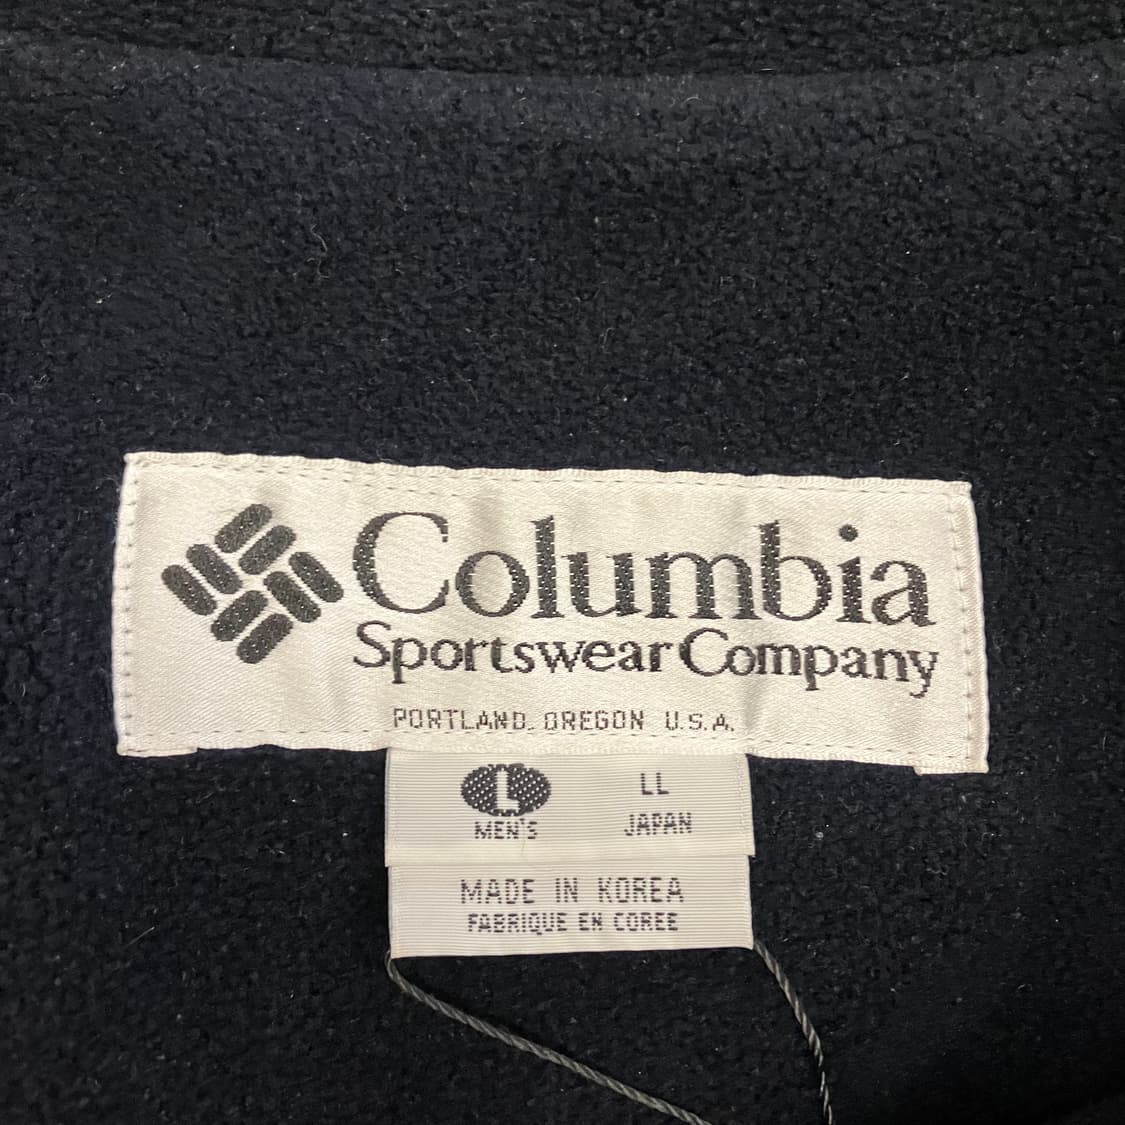 Columbia
Sportswear Company
PORTLAND, OREGON U.S.A.
L LL
MEN'S JAPAN
MADE IN KOREA
FABRIQUE EN COREE